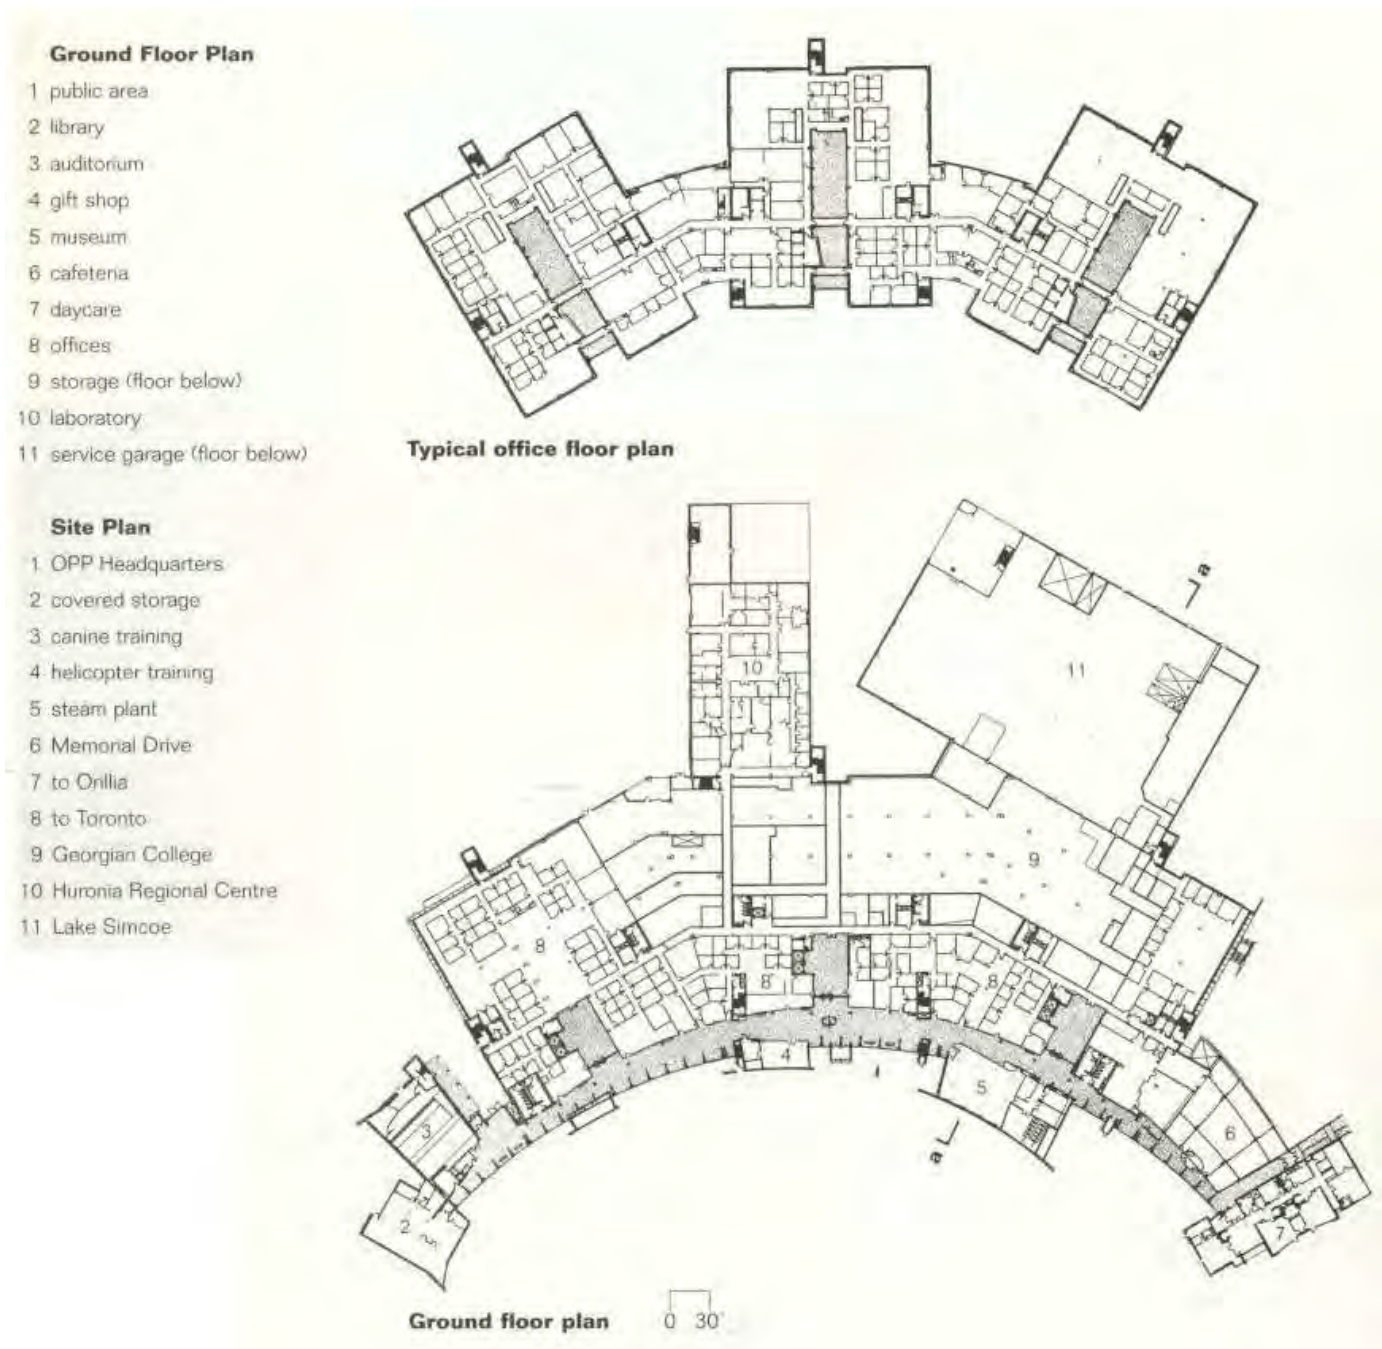 Ground Floor Plan
1 public area
2 library
3 auditorium
4 gift shop
5 museum
6 cafeteria
7 daycare
8 offices
9 storage (floor below)
10 laboratory
11 service garage (floor below)
Site Plan
1 OPP Headquarters
2 covered storage
3 canine training
4 helicopter training
5 steam plant
6 Memorial Drive
7 to Orillia
8 to Toronto
9 Georgian College
10 Huronia Regional Centre
11 Lake Simcoe
Typical office floor plan
a
10
11
9
8
8
8
4
5
a
3
6
2
7
Ground floor plan
0 30'